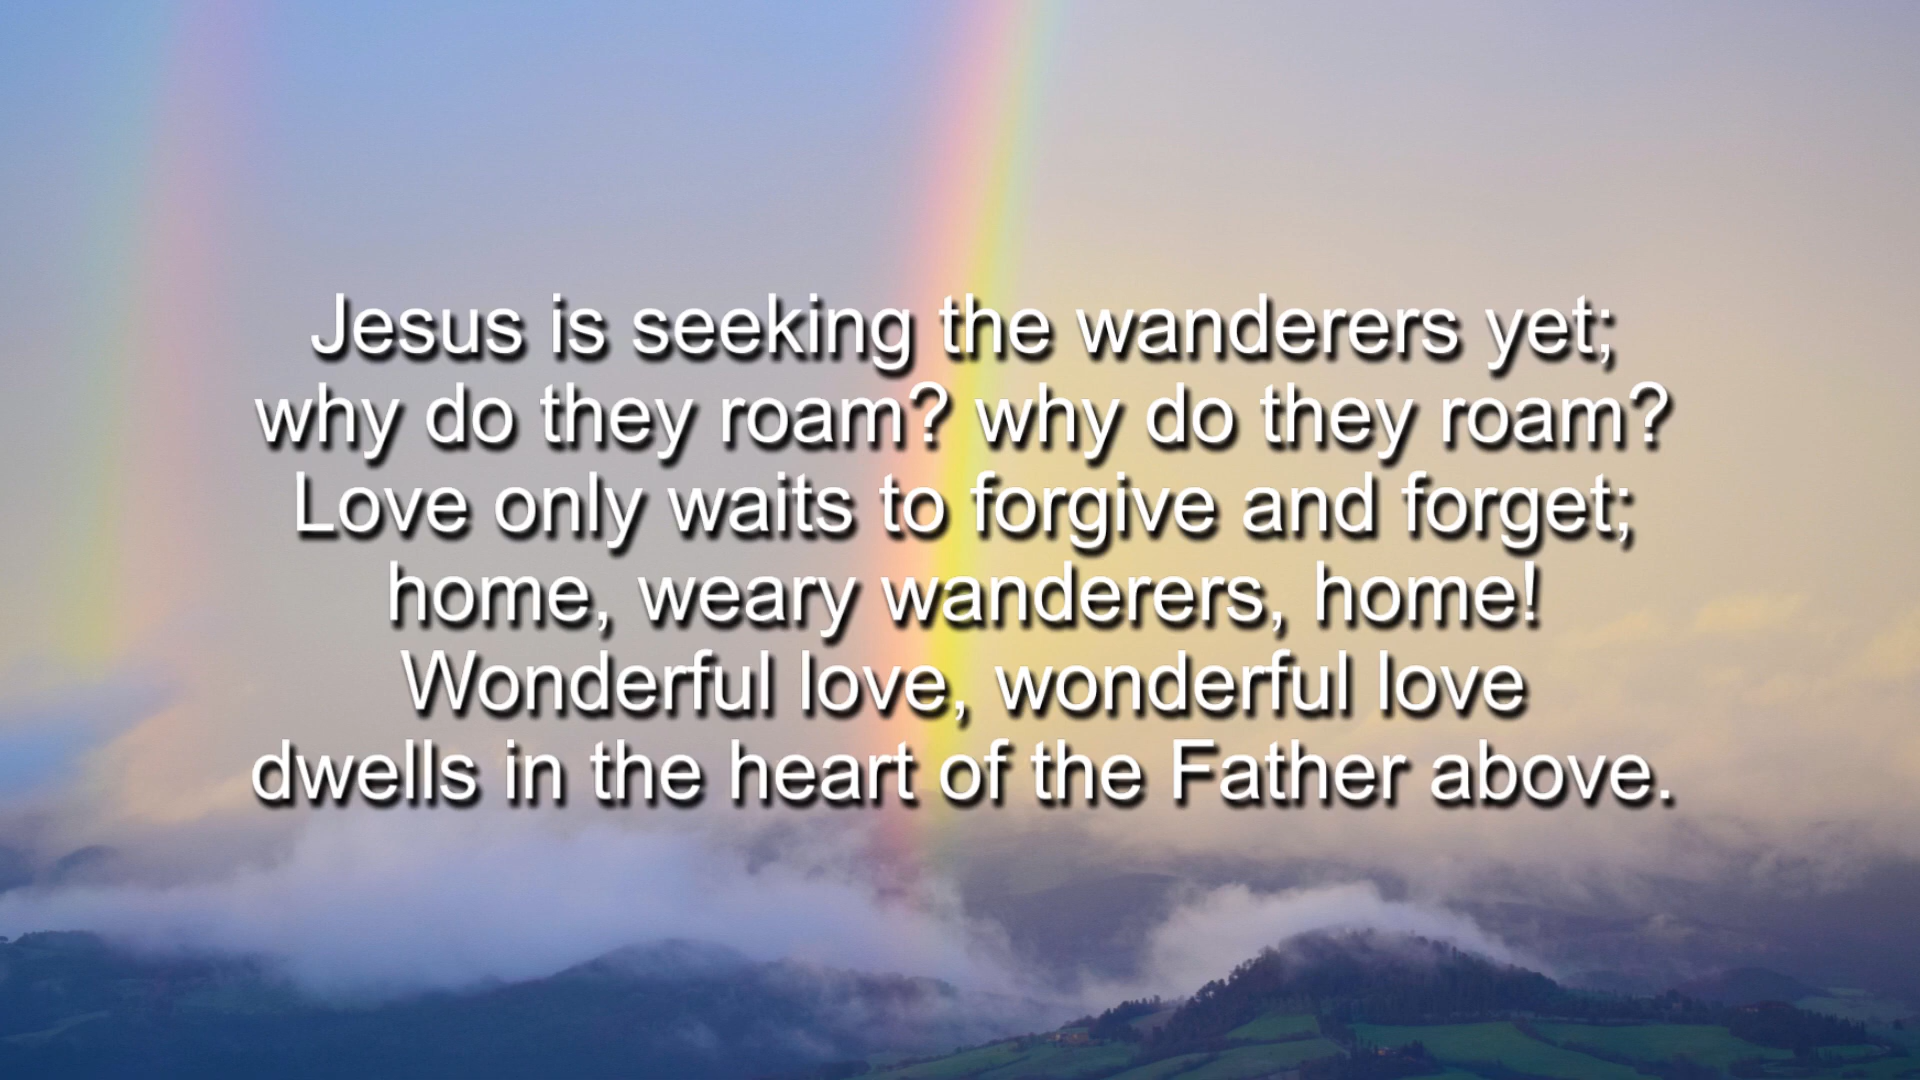 Jesus is seeking the wanderers yet;
why do they roam? why do they roam?
Love only waits to forgive and forget;
home, weary wanderers, home!
Wonderful love, wonderful love
dwells in the heart of the Father above.